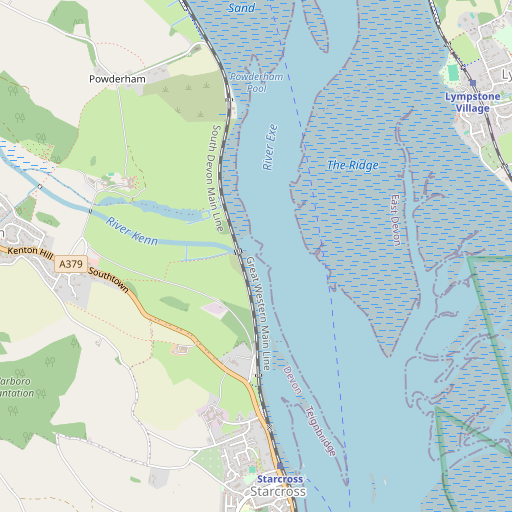 Sand
Powderham
Powderham
Pool
Ly
Lympstone
Village
River Exe
The Ridge
South Devon Main Line
East Devon
River Kenn
Kenton Hill
A379
Southtown
Great Western Main Line
Devon
Teignbridge
Starcross
Starcross